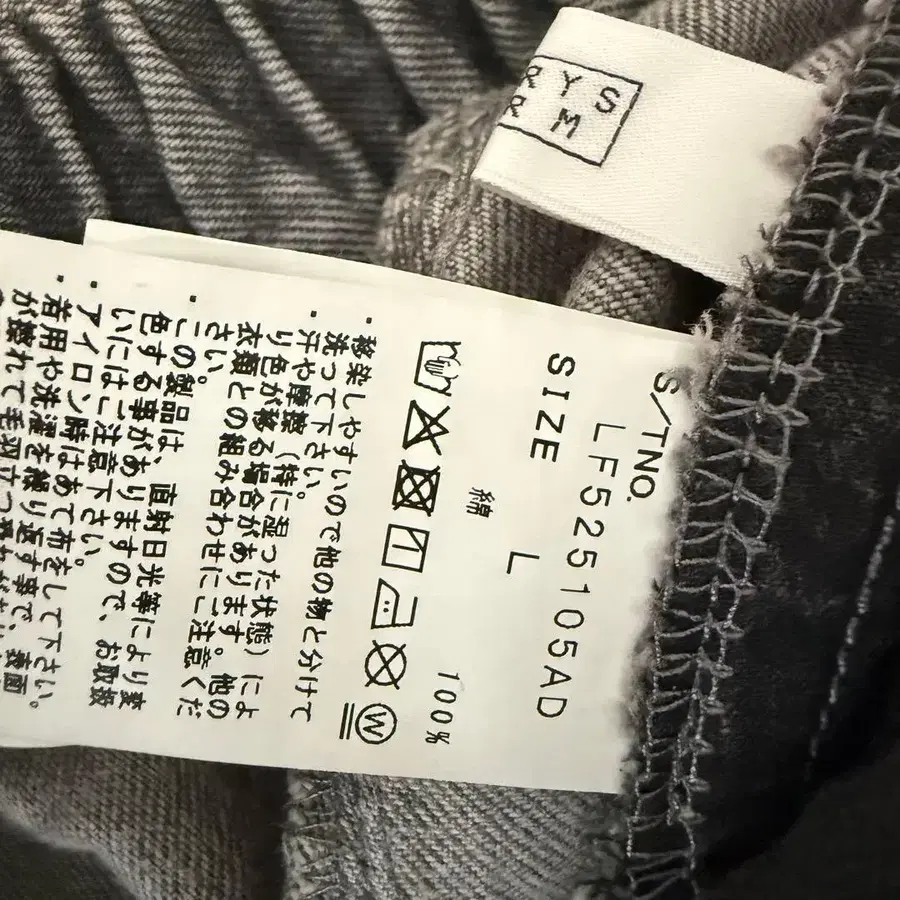 RYS
RM
S/TNO.
LF525105AD
SIZE L
綿 100%
W
・移染しやすいので他の物と分けて
洗って下さい。
汗や摩擦(特に湿った状態)によ
り色が移る場合があります。他の
衣類との組み合わせにご注意くだ
さい。
・この製品は、直射日光等により変
色する事がありますので、お取扱
いにはご注意下さい。
・アイロン時はあて布をして下さい。
・着用や洗濯を繰り返す事で、表面
が擦れて毛羽立つ